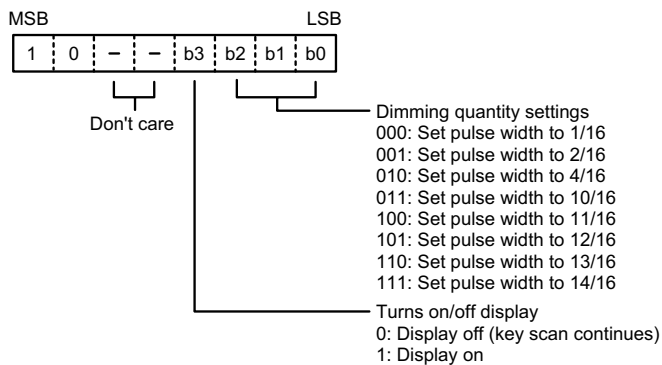 MSB LSB
1 0 – – b3 b2 b1 b0
Don't care
Dimming quantity settings
000: Set pulse width to 1/16
001: Set pulse width to 2/16
010: Set pulse width to 4/16
011: Set pulse width to 10/16
100: Set pulse width to 11/16
101: Set pulse width to 12/16
110: Set pulse width to 13/16
111: Set pulse width to 14/16
Turns on/off display
0: Display off (key scan continues)
1: Display on